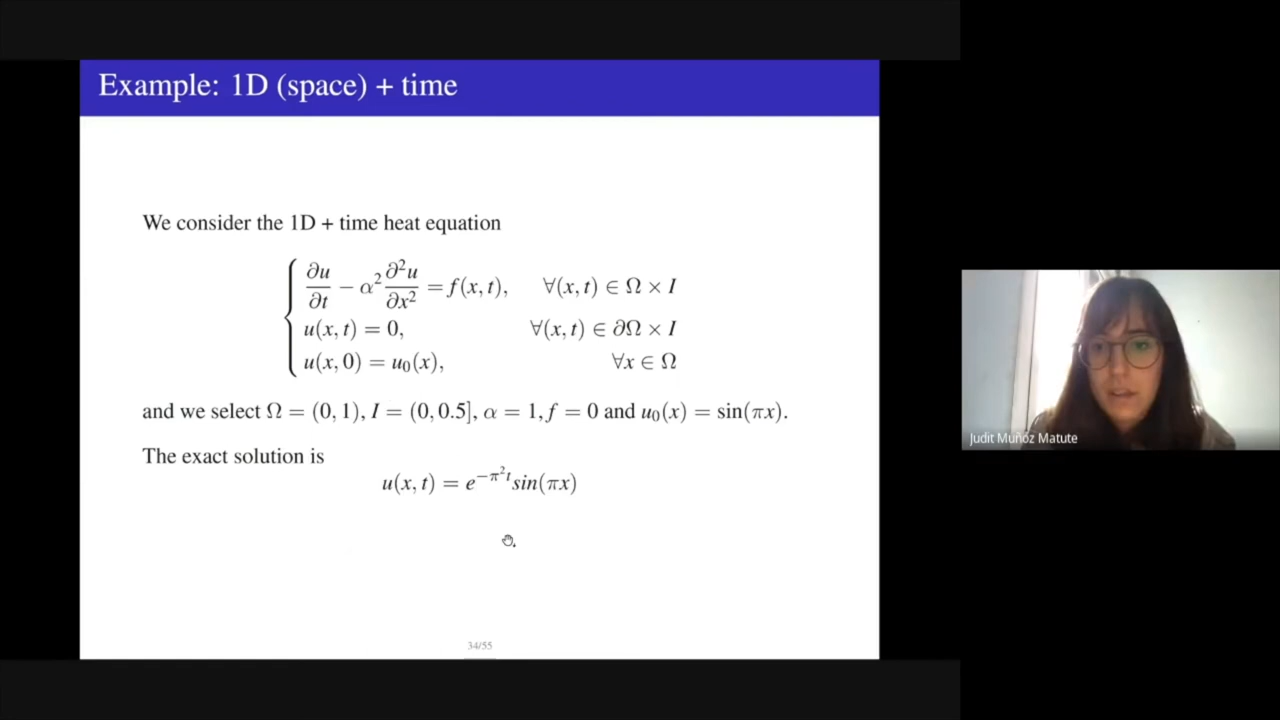 Example: 1D (space) + time
We consider the 1D + time heat equation
∂u/∂t − α² ∂²u/∂x² = f(x, t), ∀(x, t) ∈ Ω × I
u(x, t) = 0, ∀(x, t) ∈ ∂Ω × I
u(x, 0) = u₀(x), ∀x ∈ Ω
and we select Ω = (0, 1), I = (0, 0.5], α = 1, f = 0 and u₀(x) = sin(πx).
The exact solution is
u(x, t) = e^{−π²t} sin(πx)
34/55
Judit Muñoz Matute